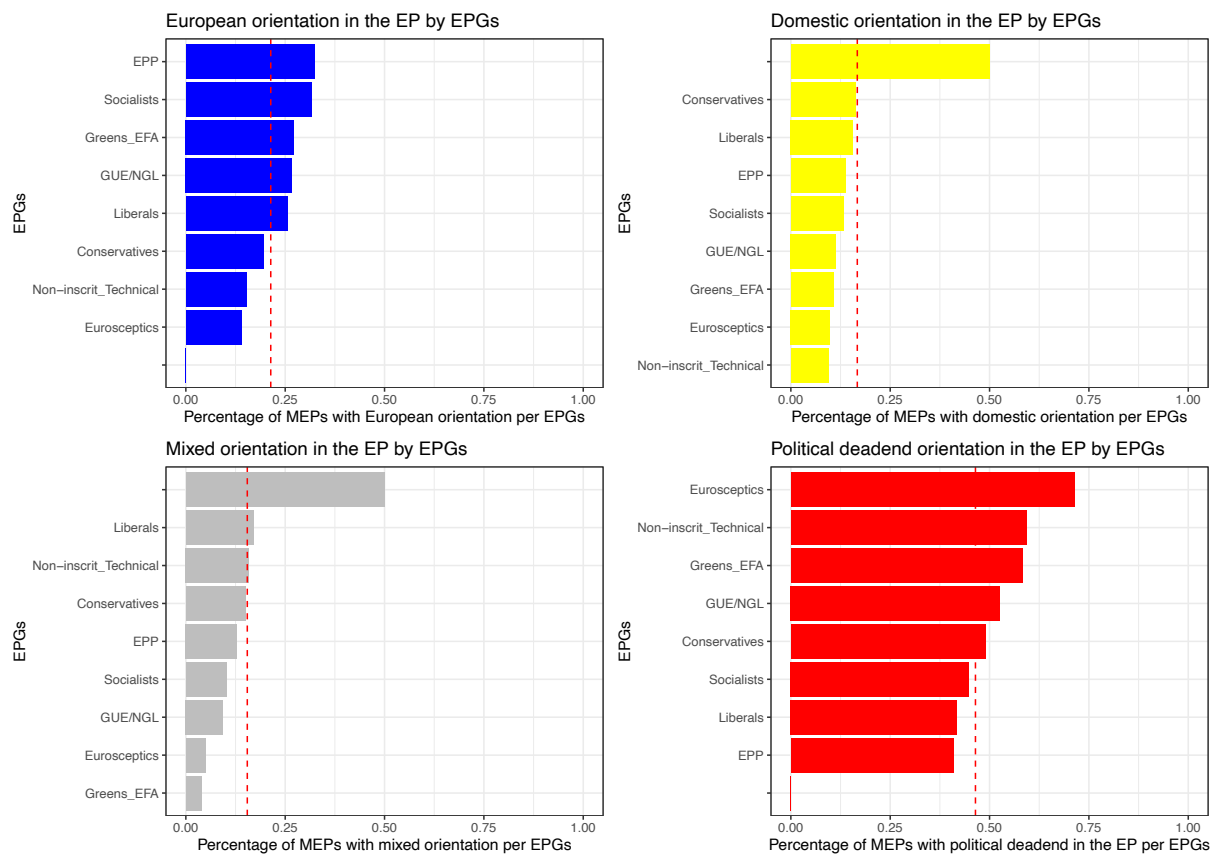 European orientation in the EP by EPGs
EPGs
EPP
Socialists
Greens_EFA
GUE/NGL
Liberals
Conservatives
Non−inscrit_Technical
Eurosceptics
0.00 0.25 0.50 0.75 1.00
Percentage of MEPs with European orientation per EPGs
Domestic orientation in the EP by EPGs
EPGs
Conservatives
Liberals
EPP
Socialists
GUE/NGL
Greens_EFA
Eurosceptics
Non−inscrit_Technical
0.00 0.25 0.50 0.75 1.00
Percentage of MEPs with domestic orientation per EPGs
Mixed orientation in the EP by EPGs
EPGs
Liberals
Non−inscrit_Technical
Conservatives
EPP
Socialists
GUE/NGL
Eurosceptics
Greens_EFA
0.00 0.25 0.50 0.75 1.00
Percentage of MEPs with mixed orientation per EPGs
Political deadend orientation in the EP by EPGs
EPGs
Eurosceptics
Non−inscrit_Technical
Greens_EFA
GUE/NGL
Conservatives
Socialists
Liberals
EPP
0.00 0.25 0.50 0.75 1.00
Percentage of MEPs with political deadend in the EP per EPGs